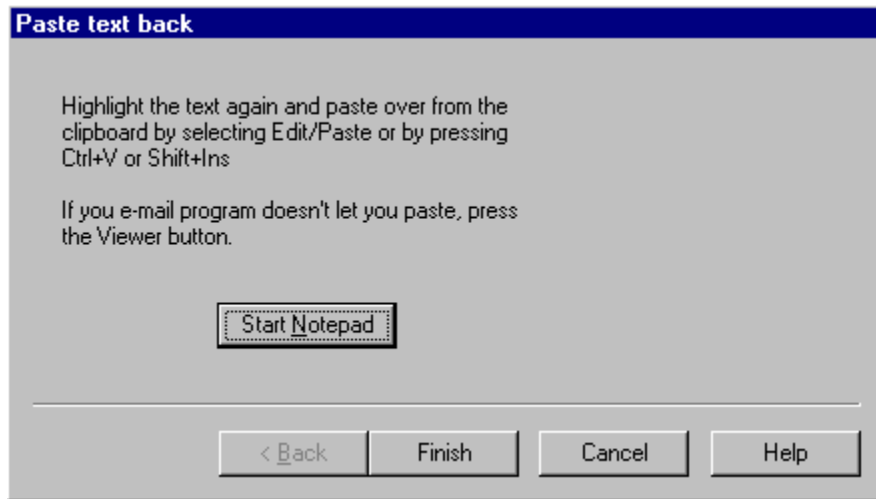 Paste text back
Highlight the text again and paste over from the
clipboard by selecting Edit/Paste or by pressing
Ctrl+V or Shift+Ins
If you e-mail program doesn't let you paste, press
the Viewer button.
Start Notepad
< Back
Finish
Cancel
Help